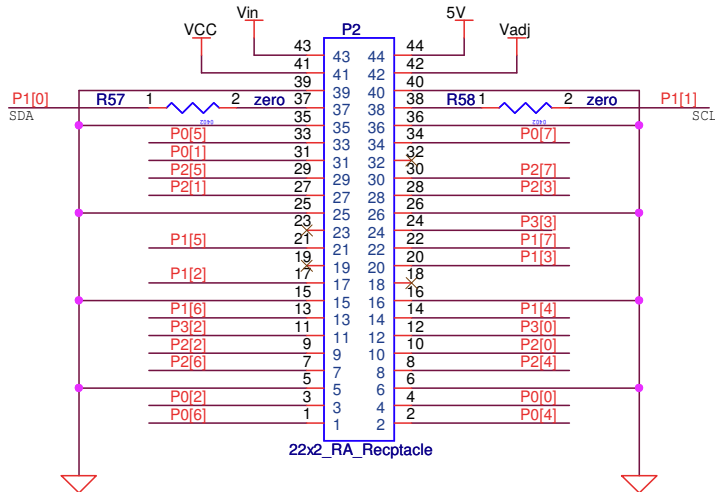 Vin 5V
VCC P2 Vadj
43 43 44 44
41 41 42 42
39 39 40 40
P1[0] R57 1 2 zero 37 37 38 38 R58 1 2 zero P1[1]
SDA 0402 0402 SCL
35 35 36 36
P0[5] 33 33 34 34 P0[7]
P0[1] 31 31 32 32
P2[5] 29 29 30 30 P2[7]
P2[1] 27 27 28 28 P2[3]
25 25 26 26
23 23 24 24 P3[3]
P1[5] 21 21 22 22 P1[7]
19 19 20 20 P1[3]
P1[2] 17 17 18 18
15 15 16 16
P1[6] 13 13 14 14 P1[4]
P3[2] 11 11 12 12 P3[0]
P2[2] 9 9 10 10 P2[0]
P2[6] 7 7 8 8 P2[4]
5 5 6 6
P0[2] 3 3 4 4 P0[0]
P0[6] 1 1 2 2 P0[4]
22x2_RA_Recptacle